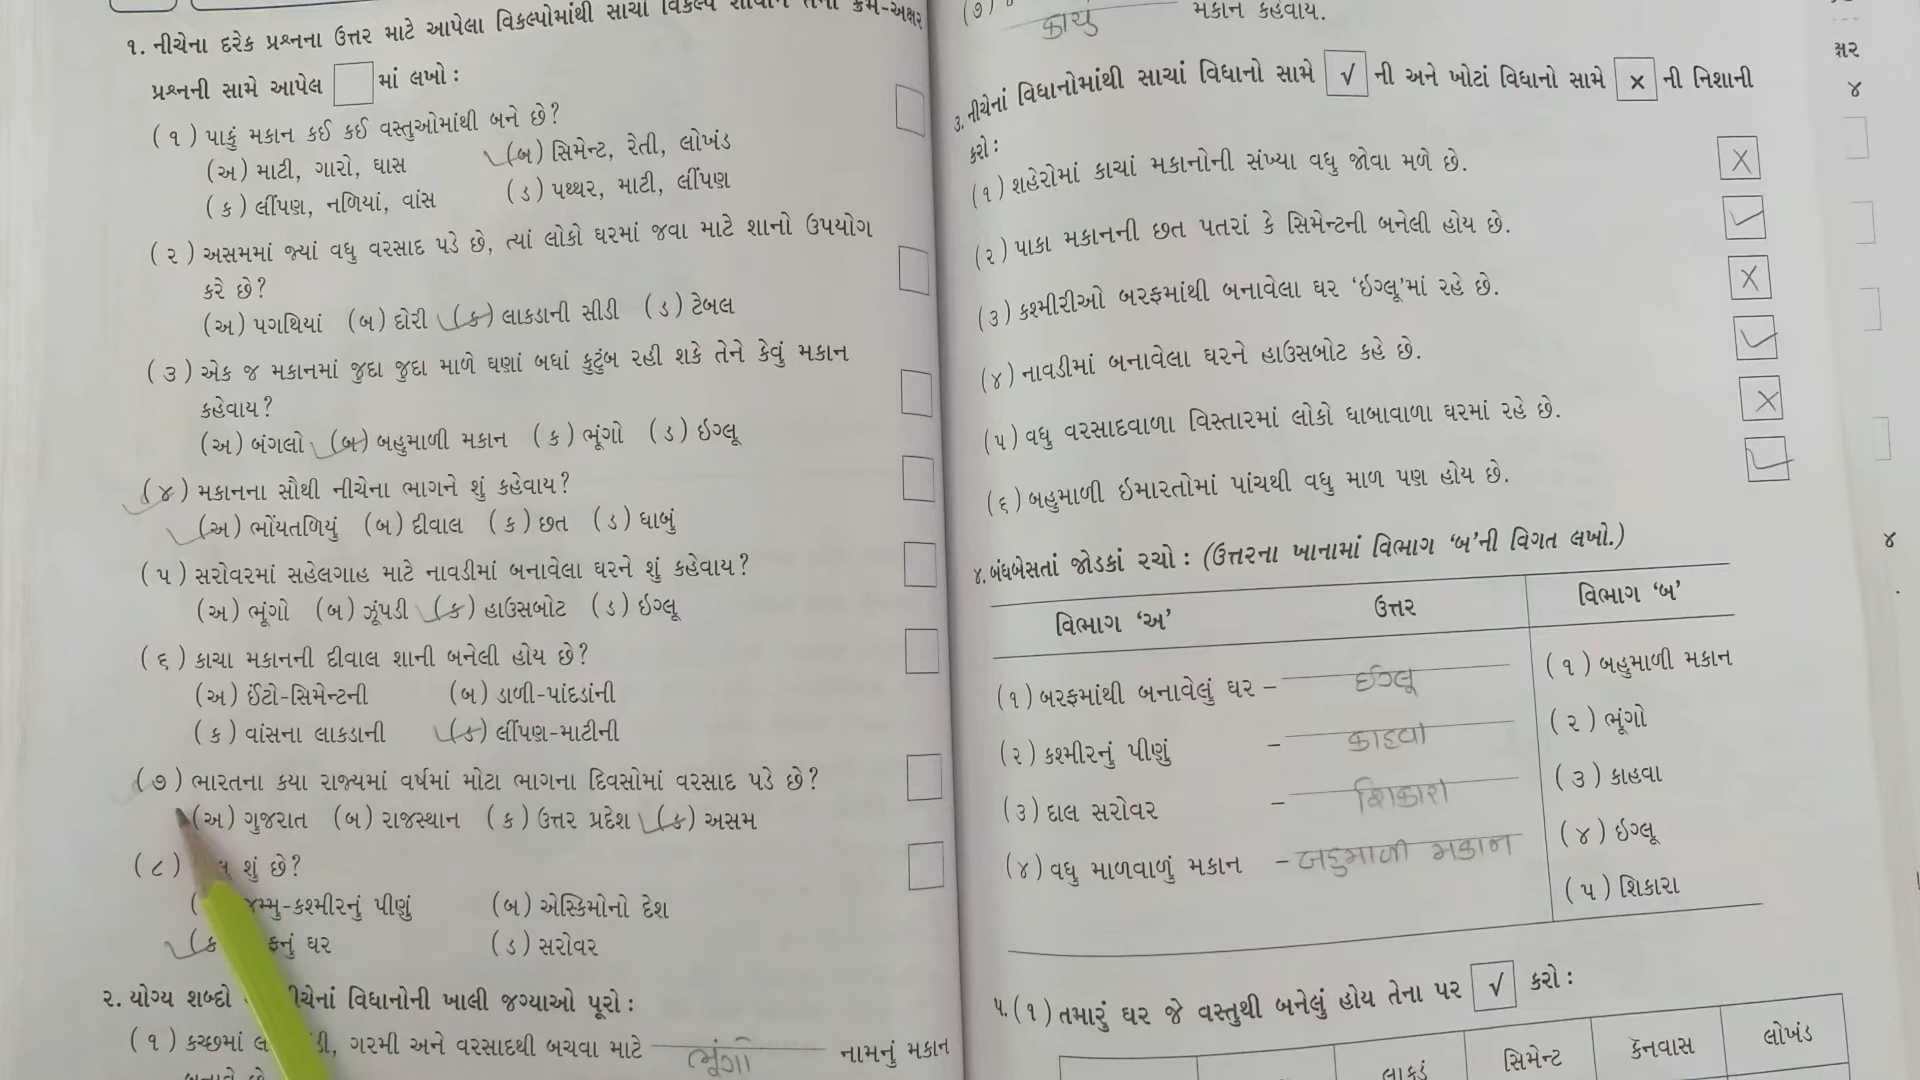 ૧. નીચેના દરેક પ્રશ્નના ઉત્તર માટે આપેલા વિકલ્પોમાંથી સાચો વિકલ્પ શોધીને તેનો ક્રમ-અક્ષર
પ્રશ્નની સામે આપેલ માં લખો :
(૧) પાકું મકાન કઈ કઈ વસ્તુઓમાંથી બને છે?
(અ) માટી, ગારો, ઘાસ (બ) સિમેન્ટ, રેતી, લોખંડ
(ક) લીંપણ, નળિયાં, વાંસ (ડ) પથ્થર, માટી, લીંપણ
(૨) અસમમાં જ્યાં વધુ વરસાદ પડે છે, ત્યાં લોકો ઘરમાં જવા માટે શાનો ઉપયોગ
કરે છે?
(અ) પગથિયાં (બ) દોરી (ક) લાકડાની સીડી (ડ) ટેબલ
(૩) એક જ મકાનમાં જુદા જુદા માળે ઘણાં બધાં કુટુંબ રહી શકે તેને કેવું મકાન
કહેવાય?
(અ) બંગલો (બ) બહુમાળી મકાન (ક) ભૂંગો (ડ) ઇગ્લૂ
(૪) મકાનના સૌથી નીચેના ભાગને શું કહેવાય?
(અ) ભોંયતળિયું (બ) દીવાલ (ક) છત (ડ) ધાબું
(૫) સરોવરમાં સહેલગાહ માટે નાવડીમાં બનાવેલા ઘરને શું કહેવાય?
(અ) ભૂંગો (બ) ઝૂંપડી (ક) હાઉસબોટ (ડ) ઇગ્લૂ
(૬) કાચા મકાનની દીવાલ શાની બનેલી હોય છે?
(અ) ઈંટો-સિમેન્ટની (બ) ડાળી-પાંદડાંની
(ક) વાંસના લાકડાની (ડ) લીંપણ-માટીની
(૭) ભારતના કયા રાજ્યમાં વર્ષમાં મોટા ભાગના દિવસોમાં વરસાદ પડે છે?
(અ) ગુજરાત (બ) રાજસ્થાન (ક) ઉત્તર પ્રદેશ (ડ) અસમ
(૮) શું છે?
જમ્મુ-કશ્મીરનું પીણું (બ) એસ્કિમોનો દેશ
(ક ઘર (ડ) સરોવર
૨. યોગ્ય શબ્દો નીચેનાં વિધાનોની ખાલી જગ્યાઓ પૂરો :
(૧) કચ્છમાં ગરમી અને વરસાદથી બચવા માટે ભૂંગો નામનું મકાન
(૭) કાચું મકાન કહેવાય.
૩. નીચેનાં વિધાનોમાંથી સાચાં વિધાનો સામે √ ની અને ખોટાં વિધાનો સામે × ની નિશાની
કરો :
(૧) શહેરોમાં કાચાં મકાનોની સંખ્યા વધુ જોવા મળે છે. ×
(૨) પાકા મકાનની છત પતરાં કે સિમેન્ટની બનેલી હોય છે. ✓
(૩) કશ્મીરીઓ બરફમાંથી બનાવેલા ઘર ‘ઇગ્લૂ’માં રહે છે. ×
(૪) નાવડીમાં બનાવેલા ઘરને હાઉસબોટ કહે છે. ✓
(૫) વધુ વરસાદવાળા વિસ્તારમાં લોકો ધાબાવાળા ઘરમાં રહે છે. ×
(૬) બહુમાળી ઇમારતોમાં પાંચથી વધુ માળ પણ હોય છે. ✓
૪. બંધબેસતાં જોડકાં રચો : (ઉત્તરના ખાનામાં વિભાગ ‘બ’ની વિગત લખો.)
વિભાગ ‘અ’ ઉત્તર વિભાગ ‘બ’
(૧) બરફમાંથી બનાવેલું ઘર – ઈગ્લૂ (૧) બહુમાળી મકાન
(૨) કશ્મીરનું પીણું – કાહવા (૨) ભૂંગો
(૩) દાલ સરોવર – શિકારા (૩) કાહવા
(૪) વધુ માળવાળું મકાન – બહુમાળી મકાન (૪) ઇગ્લૂ
(૫) શિકારા
૫. (૧) તમારું ઘર જે વસ્તુથી બનેલું હોય તેના પર √ કરો :
લાકડું સિમેન્ટ કૅનવાસ લોખંડ
ક્ષર
૪
૪